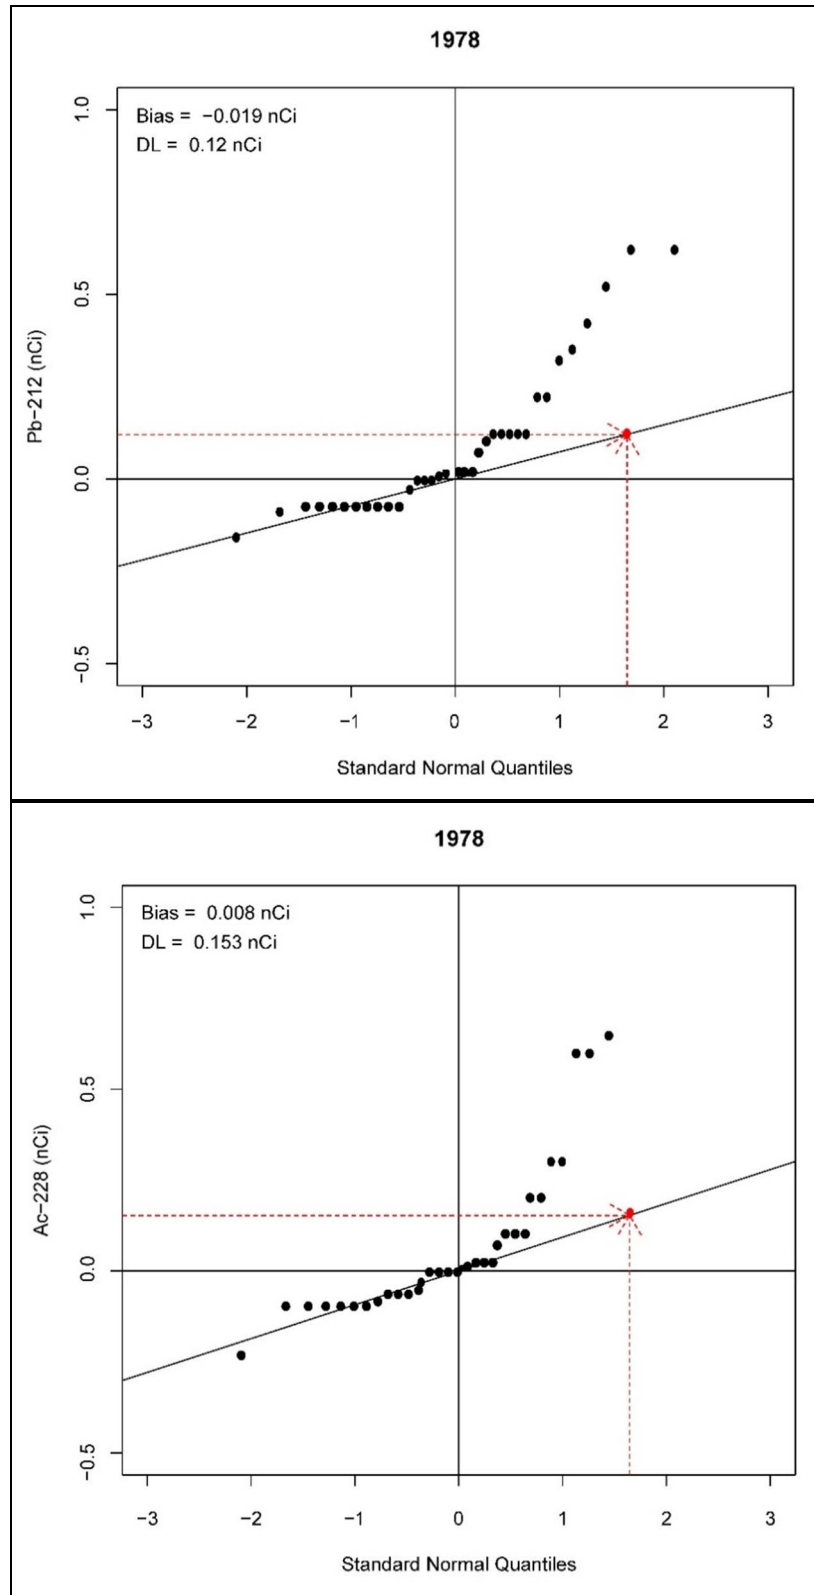 1978
Bias = −0.019 nCi
DL = 0.12 nCi
1.0
0.5
0.0
−0.5
Pb−212 (nCi)
−3 −2 −1 0 1 2 3
Standard Normal Quantiles
1978
Bias = 0.008 nCi
DL = 0.153 nCi
1.0
0.5
0.0
−0.5
Ac−228 (nCi)
−3 −2 −1 0 1 2 3
Standard Normal Quantiles